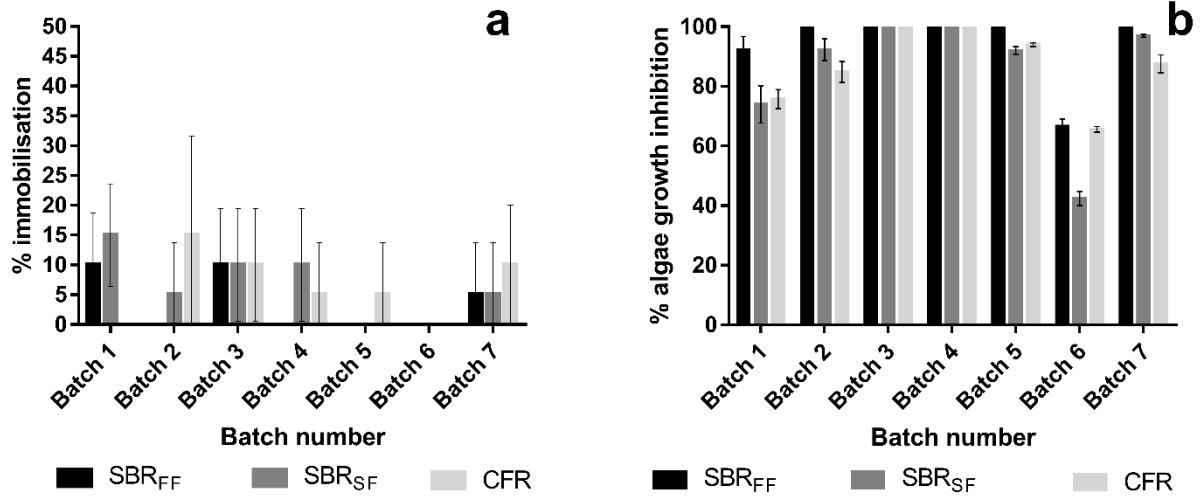 a
% immobilisation
50
45
40
35
30
25
20
15
10
5
0
Batch 1
Batch 2
Batch 3
Batch 4
Batch 5
Batch 6
Batch 7
Batch number
SBRFF
SBRSF
CFR
b
% algae growth inhibition
100
80
60
40
20
0
Batch 1
Batch 2
Batch 3
Batch 4
Batch 5
Batch 6
Batch 7
Batch number
SBRFF
SBRSF
CFR